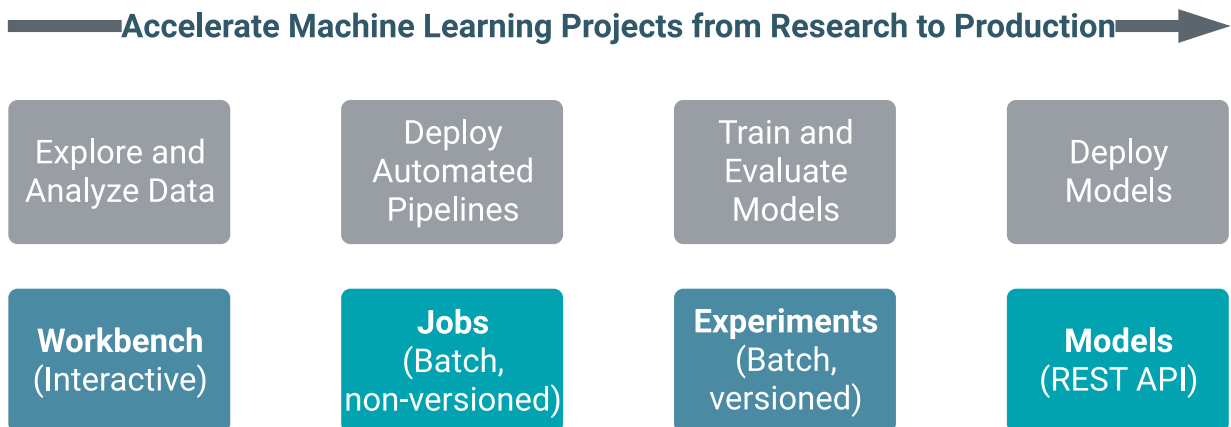 Accelerate Machine Learning Projects from Research to Production
Explore and
Analyze Data
Deploy
Automated
Pipelines
Train and
Evaluate
Models
Deploy
Models
Workbench
(Interactive)
Jobs
(Batch,
non-versioned)
Experiments
(Batch,
versioned)
Models
(REST API)